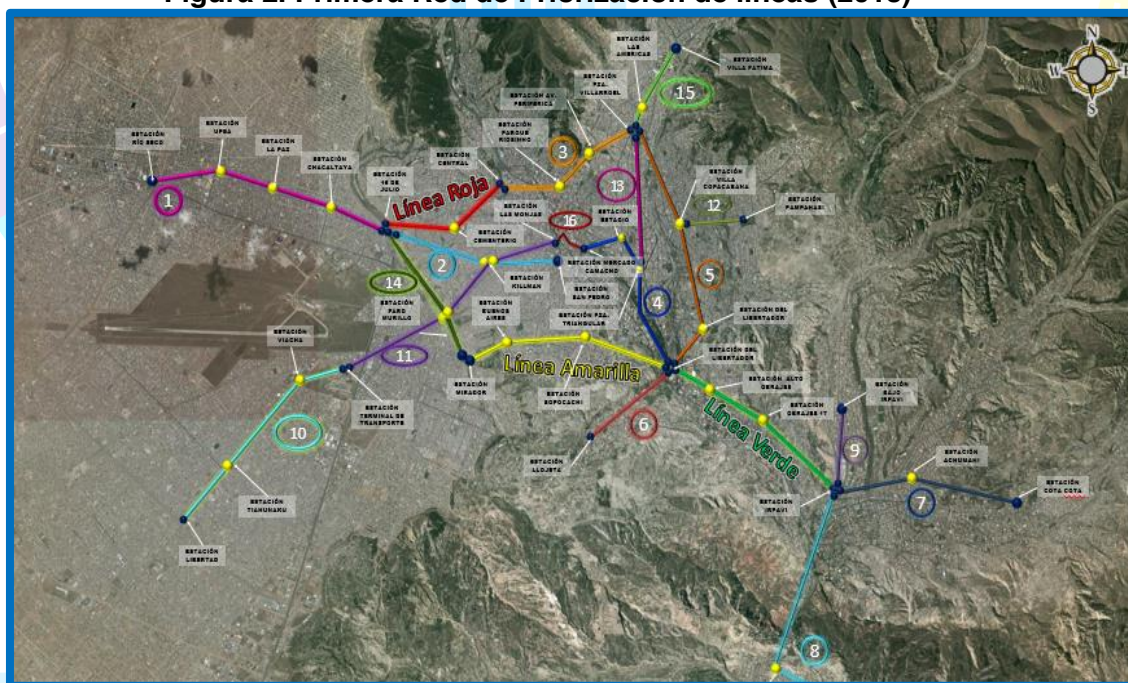 Figura 2. Primera Red de Priorización de líneas (2013)
N
W
E
S
ESTACIÓN
LAS
AMERICAS
ESTACIÓN
VILLA FATIMA
ESTACIÓN
PZA.
VILLARROEL
15
ESTACIÓN AV.
PERIFERICA
ESTACIÓN
PARQUE
RIOSINHO
3
ESTACIÓN
UPEA
ESTACIÓN
RÍO SECO
ESTACIÓN
LA PAZ
ESTACIÓN
CHACALTAYA
1
ESTACIÓN
16 DE
JULIO
Línea Roja
ESTACIÓN
CENTRAL
ESTACIÓN
CEMENTERIO
ESTACIÓN
LAS MONJAS
16
ESTACIÓN
ESTADIO
13
ESTACIÓN
VILLA
COPACABANA
12
ESTACIÓN
PAMPAHASI
2
ESTACIÓN
KILLMAN
ESTACIÓN MERCADO
CAMACHO
ESTACIÓN
SAN PEDRO
5
4
14
ESTACIÓN
FARO
MURILLO
ESTACIÓN
BUENOS
AIRES
ESTACIÓN PZA.
TRIANGULAR
ESTACIÓN DEL
LIBERTADOR
ESTACIÓN
VIACHA
11
ESTACIÓN
MIRADOR
Línea Amarilla
ESTACIÓN
SOPOCACHI
ESTACIÓN DEL
LIBERTADOR
ESTACIÓN ALTO
OBRAJES
ESTACIÓN
OBRAJES 17
Línea Verde
ESTACIÓN
BAJO
IRPAVI
ESTACIÓN
TERMINAL DE
TRANSPORTE
10
6
ESTACIÓN
LLOJETA
9
ESTACIÓN
ACHUMANI
ESTACIÓN
TIAHUNAKU
ESTACIÓN
IRPAVI
7
ESTACIÓN
COTA COTA
ESTACIÓN
LIBERTAD
8